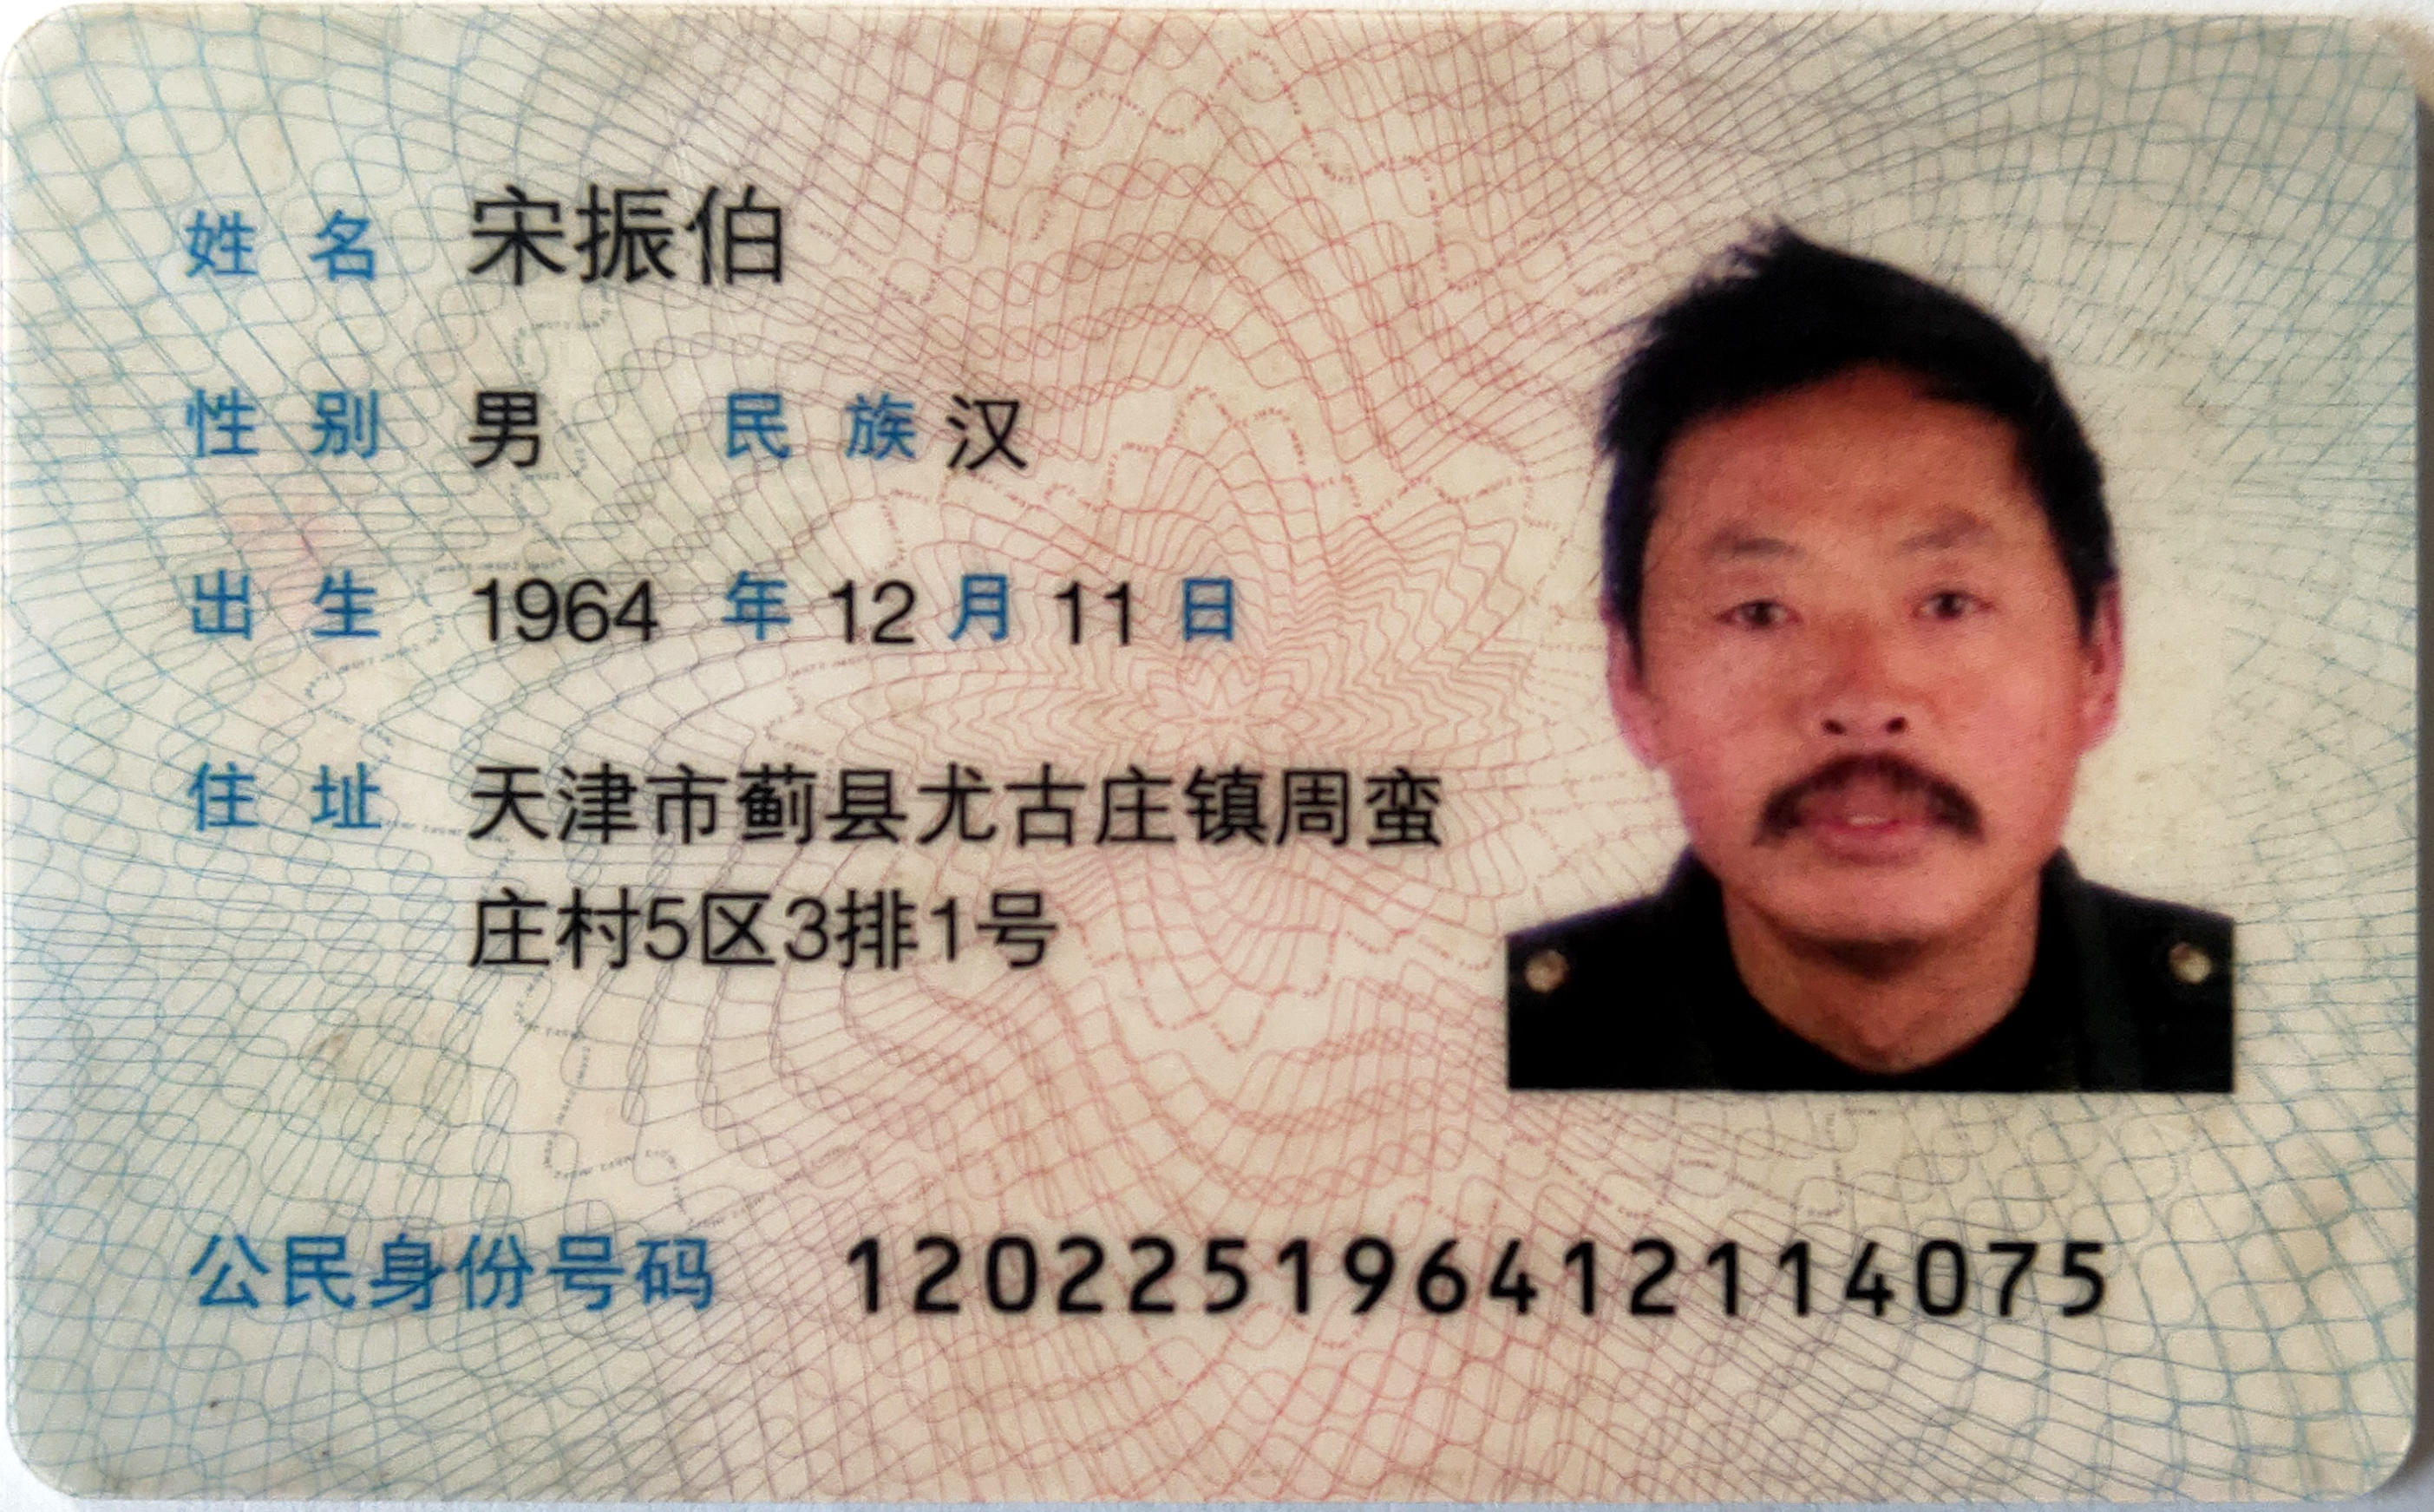 姓名 宋振伯
性别 男 民族 汉
出生 1964 年 12 月 11 日
住址 天津市蓟县尤古庄镇周蛮
庄村5区3排1号
公民身份号码 120225196412114075